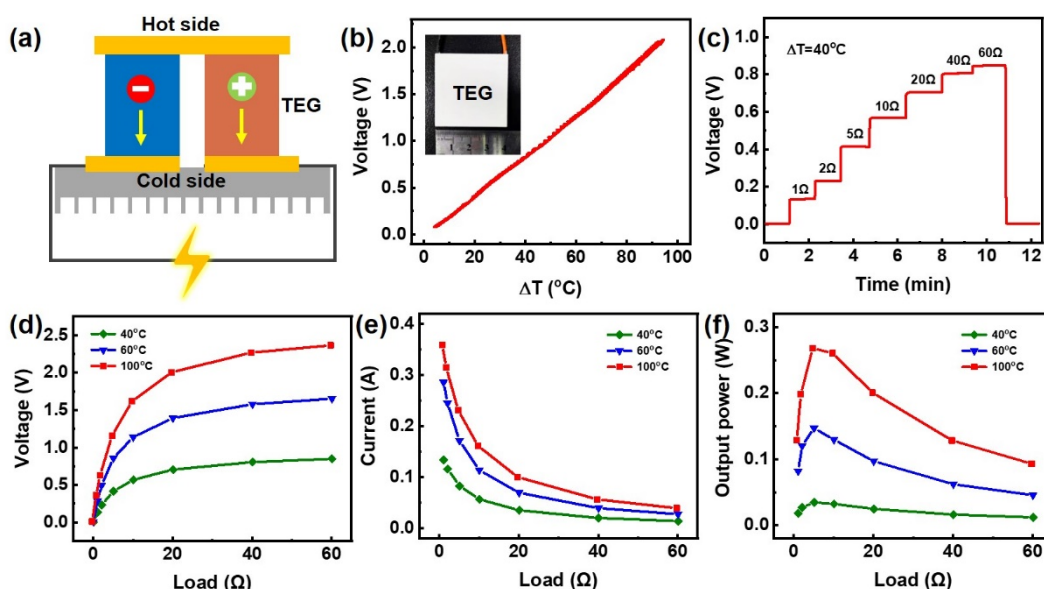 (a)
Hot side
TEG
Cold side
(b)
Voltage (V)
2.0
1.5
1.0
0.5
0.0
TEG
0 20 40 60 80 100
ΔT (°C)
(c)
ΔT=40°C
Voltage (V)
1.0
0.8
0.6
0.4
0.2
0.0
1Ω
2Ω
5Ω
10Ω
20Ω
40Ω
60Ω
0 2 4 6 8 10 12
Time (min)
(d)
40°C
60°C
100°C
Voltage (V)
2.5
2.0
1.5
1.0
0.5
0.0
0 20 40 60
Load (Ω)
(e)
40°C
60°C
100°C
Current (A)
0.4
0.3
0.2
0.1
0.0
0 20 40 60
Load (Ω)
(f)
40°C
60°C
100°C
Output power (W)
0.3
0.2
0.1
0.0
0 20 40 60
Load (Ω)